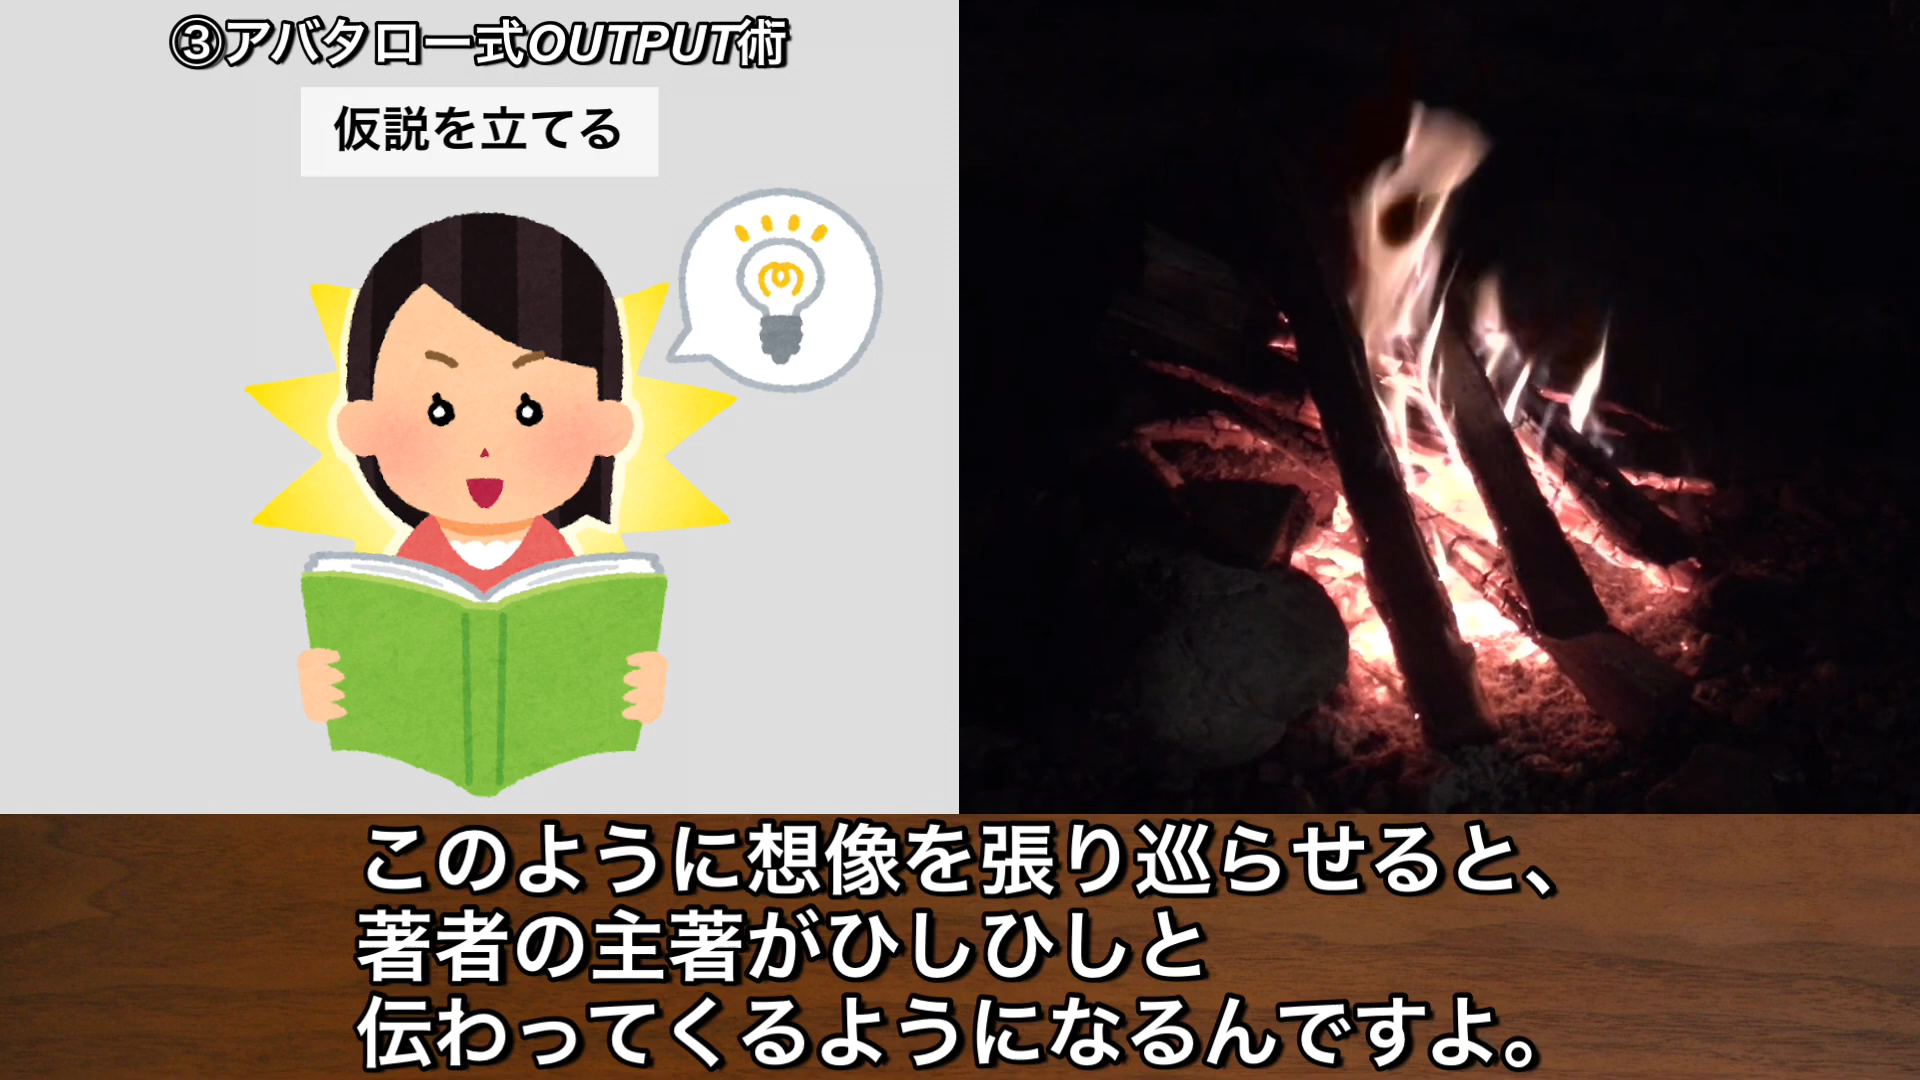 ③アバタロー式OUTPUT術
仮説を立てる
このように想像を張り巡らせると、
著者の主著がひしひしと
伝わってくるようになるんですよ。